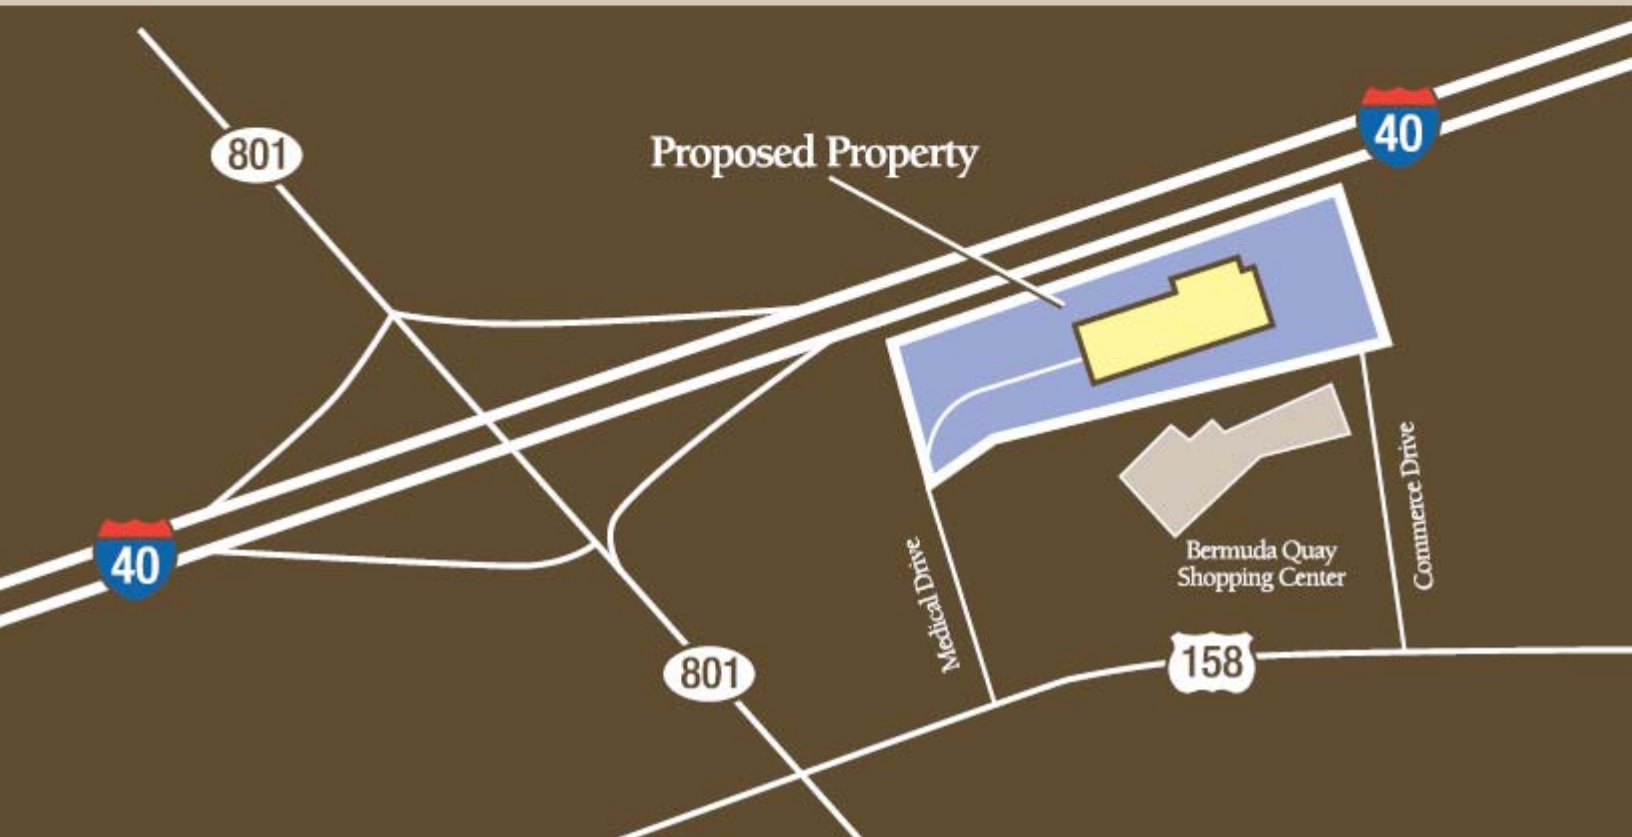 40
801
Proposed Property
40
801
Medical Drive
Bermuda Quay
Shopping Center
Commerce Drive
158